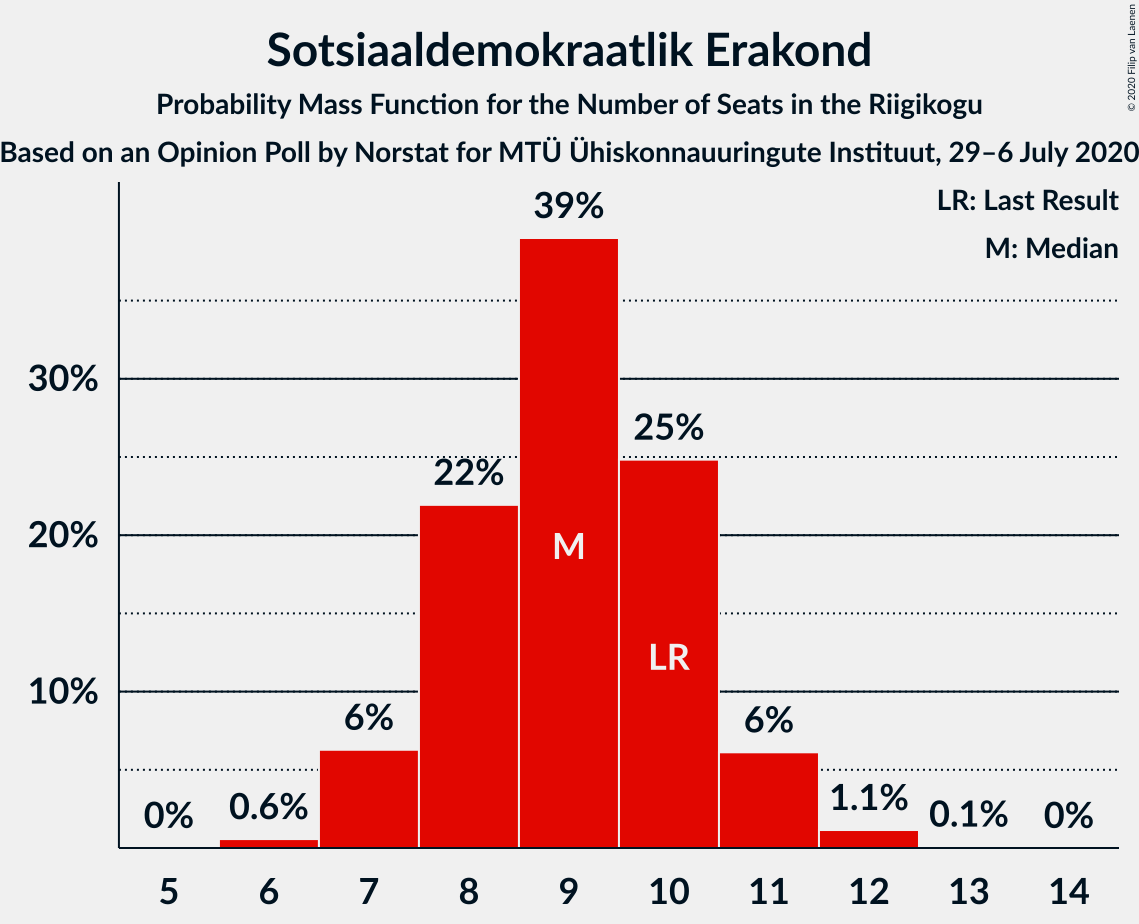 Sotsiaaldemokraatlik Erakond
Probability Mass Function for the Number of Seats in the Riigikogu
Based on an Opinion Poll by Norstat for MTÜ Ühiskonnauuringute Instituut, 29–6 July 2020
© 2020 Filip van Laenen
LR: Last Result
M: Median
39%
30%
25%
22%
20%
M
LR
10%
6%
6%
0%
0.6%
1.1%
0.1%
0%
5 6 7 8 9 10 11 12 13 14